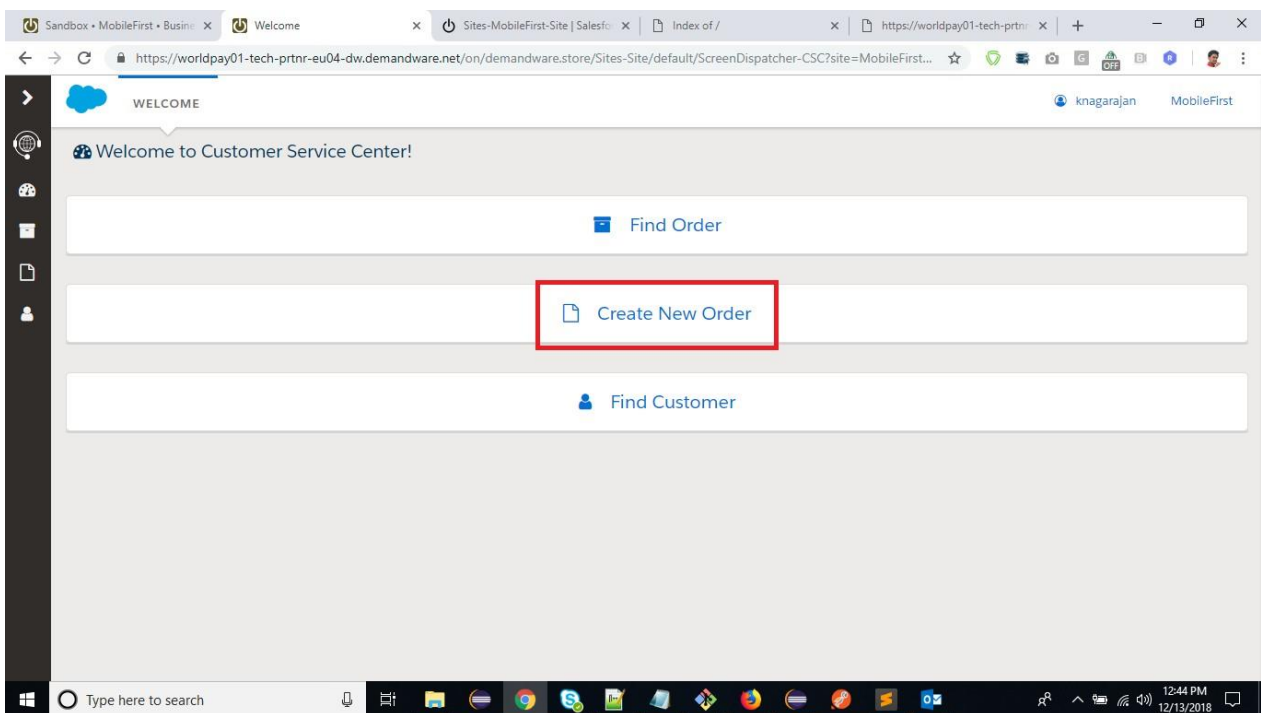 Sandbox • MobileFirst • Busine
Welcome
Sites-MobileFirst-Site | Salesfo
Index of /
https://worldpay01-tech-prtnr
https://worldpay01-tech-prtnr-eu04-dw.demandware.net/on/demandware.store/Sites-Site/default/ScreenDispatcher-CSC?site=MobileFirst...
OFF
WELCOME
knagarajan
MobileFirst
Welcome to Customer Service Center!
Find Order
Create New Order
Find Customer
Type here to search
12:44 PM
12/13/2018